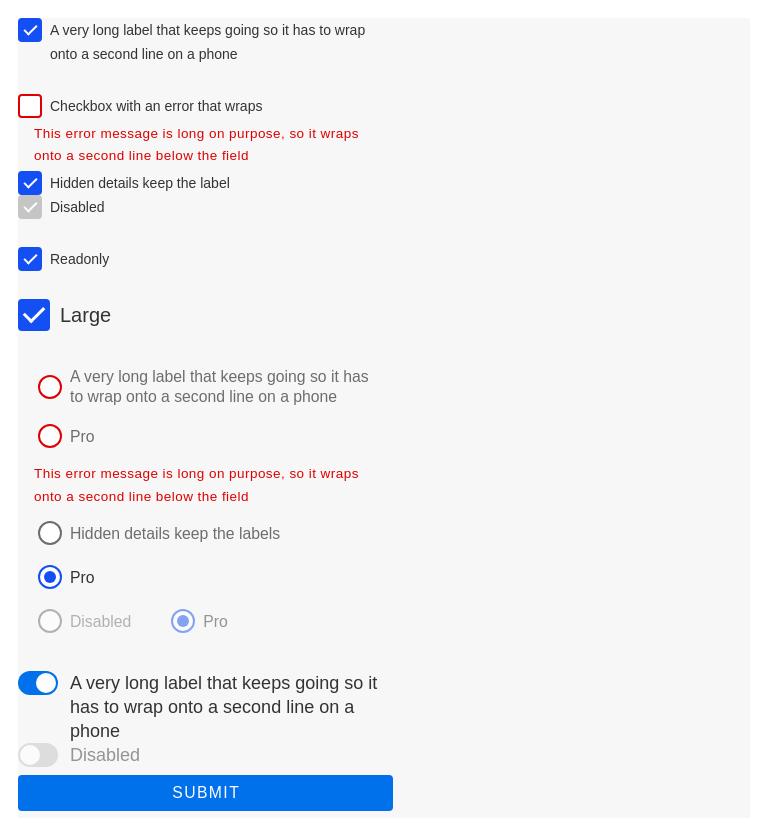 A very long label that keeps going so it has to wrap
onto a second line on a phone
Checkbox with an error that wraps
This error message is long on purpose, so it wraps
onto a second line below the field
Hidden details keep the label
Disabled
Readonly
Large
A very long label that keeps going so it has
to wrap onto a second line on a phone
Pro
This error message is long on purpose, so it wraps
onto a second line below the field
Hidden details keep the labels
Pro
Disabled Pro
A very long label that keeps going so it
has to wrap onto a second line on a
phone
Disabled
SUBMIT